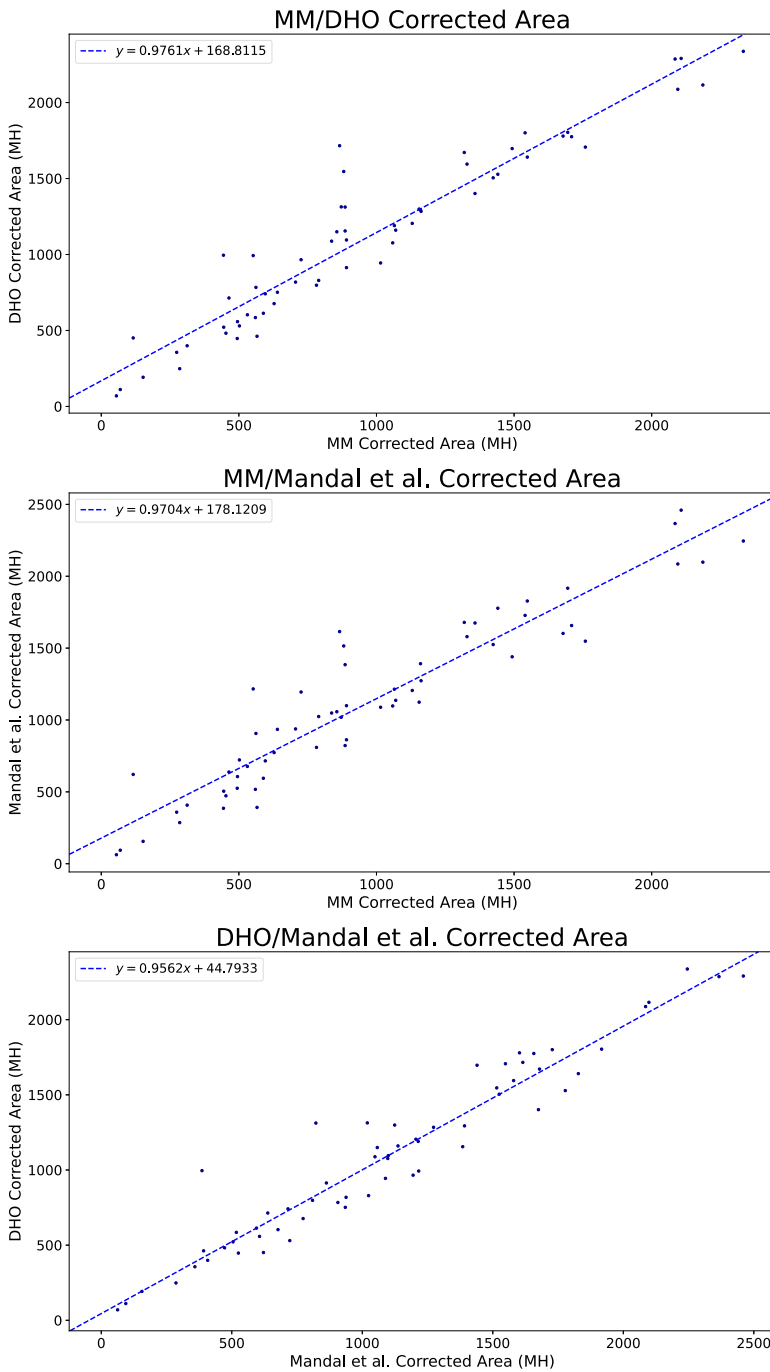 MM/DHO Corrected Area
y = 0.9761x + 168.8115
DHO Corrected Area (MH)
2000
1500
1000
500
0
0 500 1000 1500 2000
MM Corrected Area (MH)
MM/Mandal et al. Corrected Area
y = 0.9704x + 178.1209
Mandal et al. Corrected Area (MH)
2500
2000
1500
1000
500
0
0 500 1000 1500 2000
MM Corrected Area (MH)
DHO/Mandal et al. Corrected Area
y = 0.9562x + 44.7933
DHO Corrected Area (MH)
2000
1500
1000
500
0
0 500 1000 1500 2000 2500
Mandal et al. Corrected Area (MH)